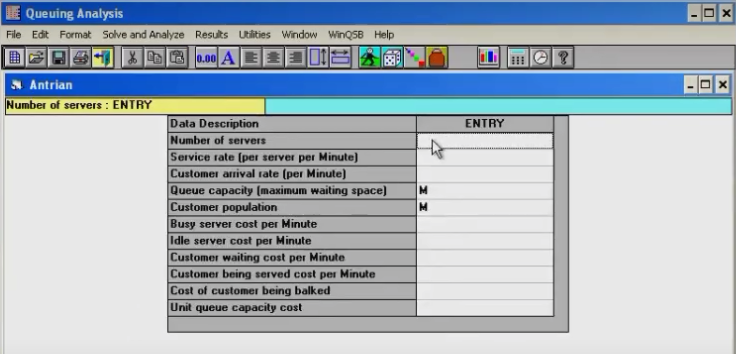 Queuing Analysis
File Edit Format Solve and Analyze Results Utilities Window WinQSB Help
0.00 A
Antrian
Number of servers : ENTRY
Data Description ENTRY
Number of servers
Service rate (per server per Minute)
Customer arrival rate (per Minute)
Queue capacity (maximum waiting space) M
Customer population M
Busy server cost per Minute
Idle server cost per Minute
Customer waiting cost per Minute
Customer being served cost per Minute
Cost of customer being balked
Unit queue capacity cost